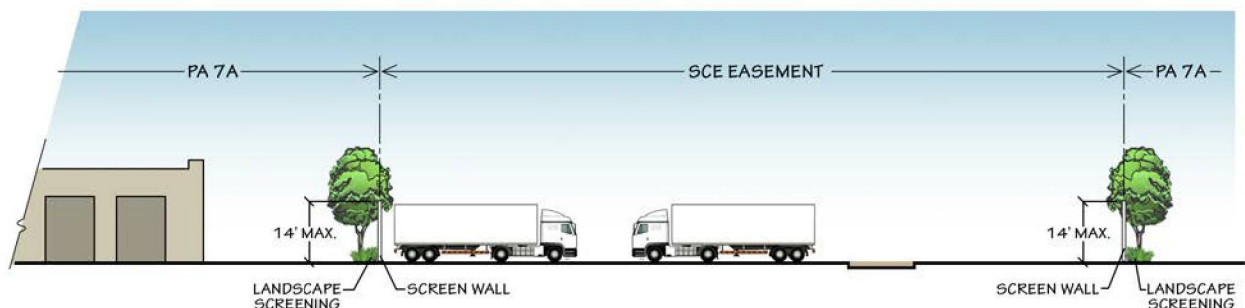 PA 7A
SCE EASEMENT
PA 7A
14' MAX.
14' MAX.
LANDSCAPE
SCREENING
SCREEN WALL
SCREEN WALL
LANDSCAPE
SCREENING